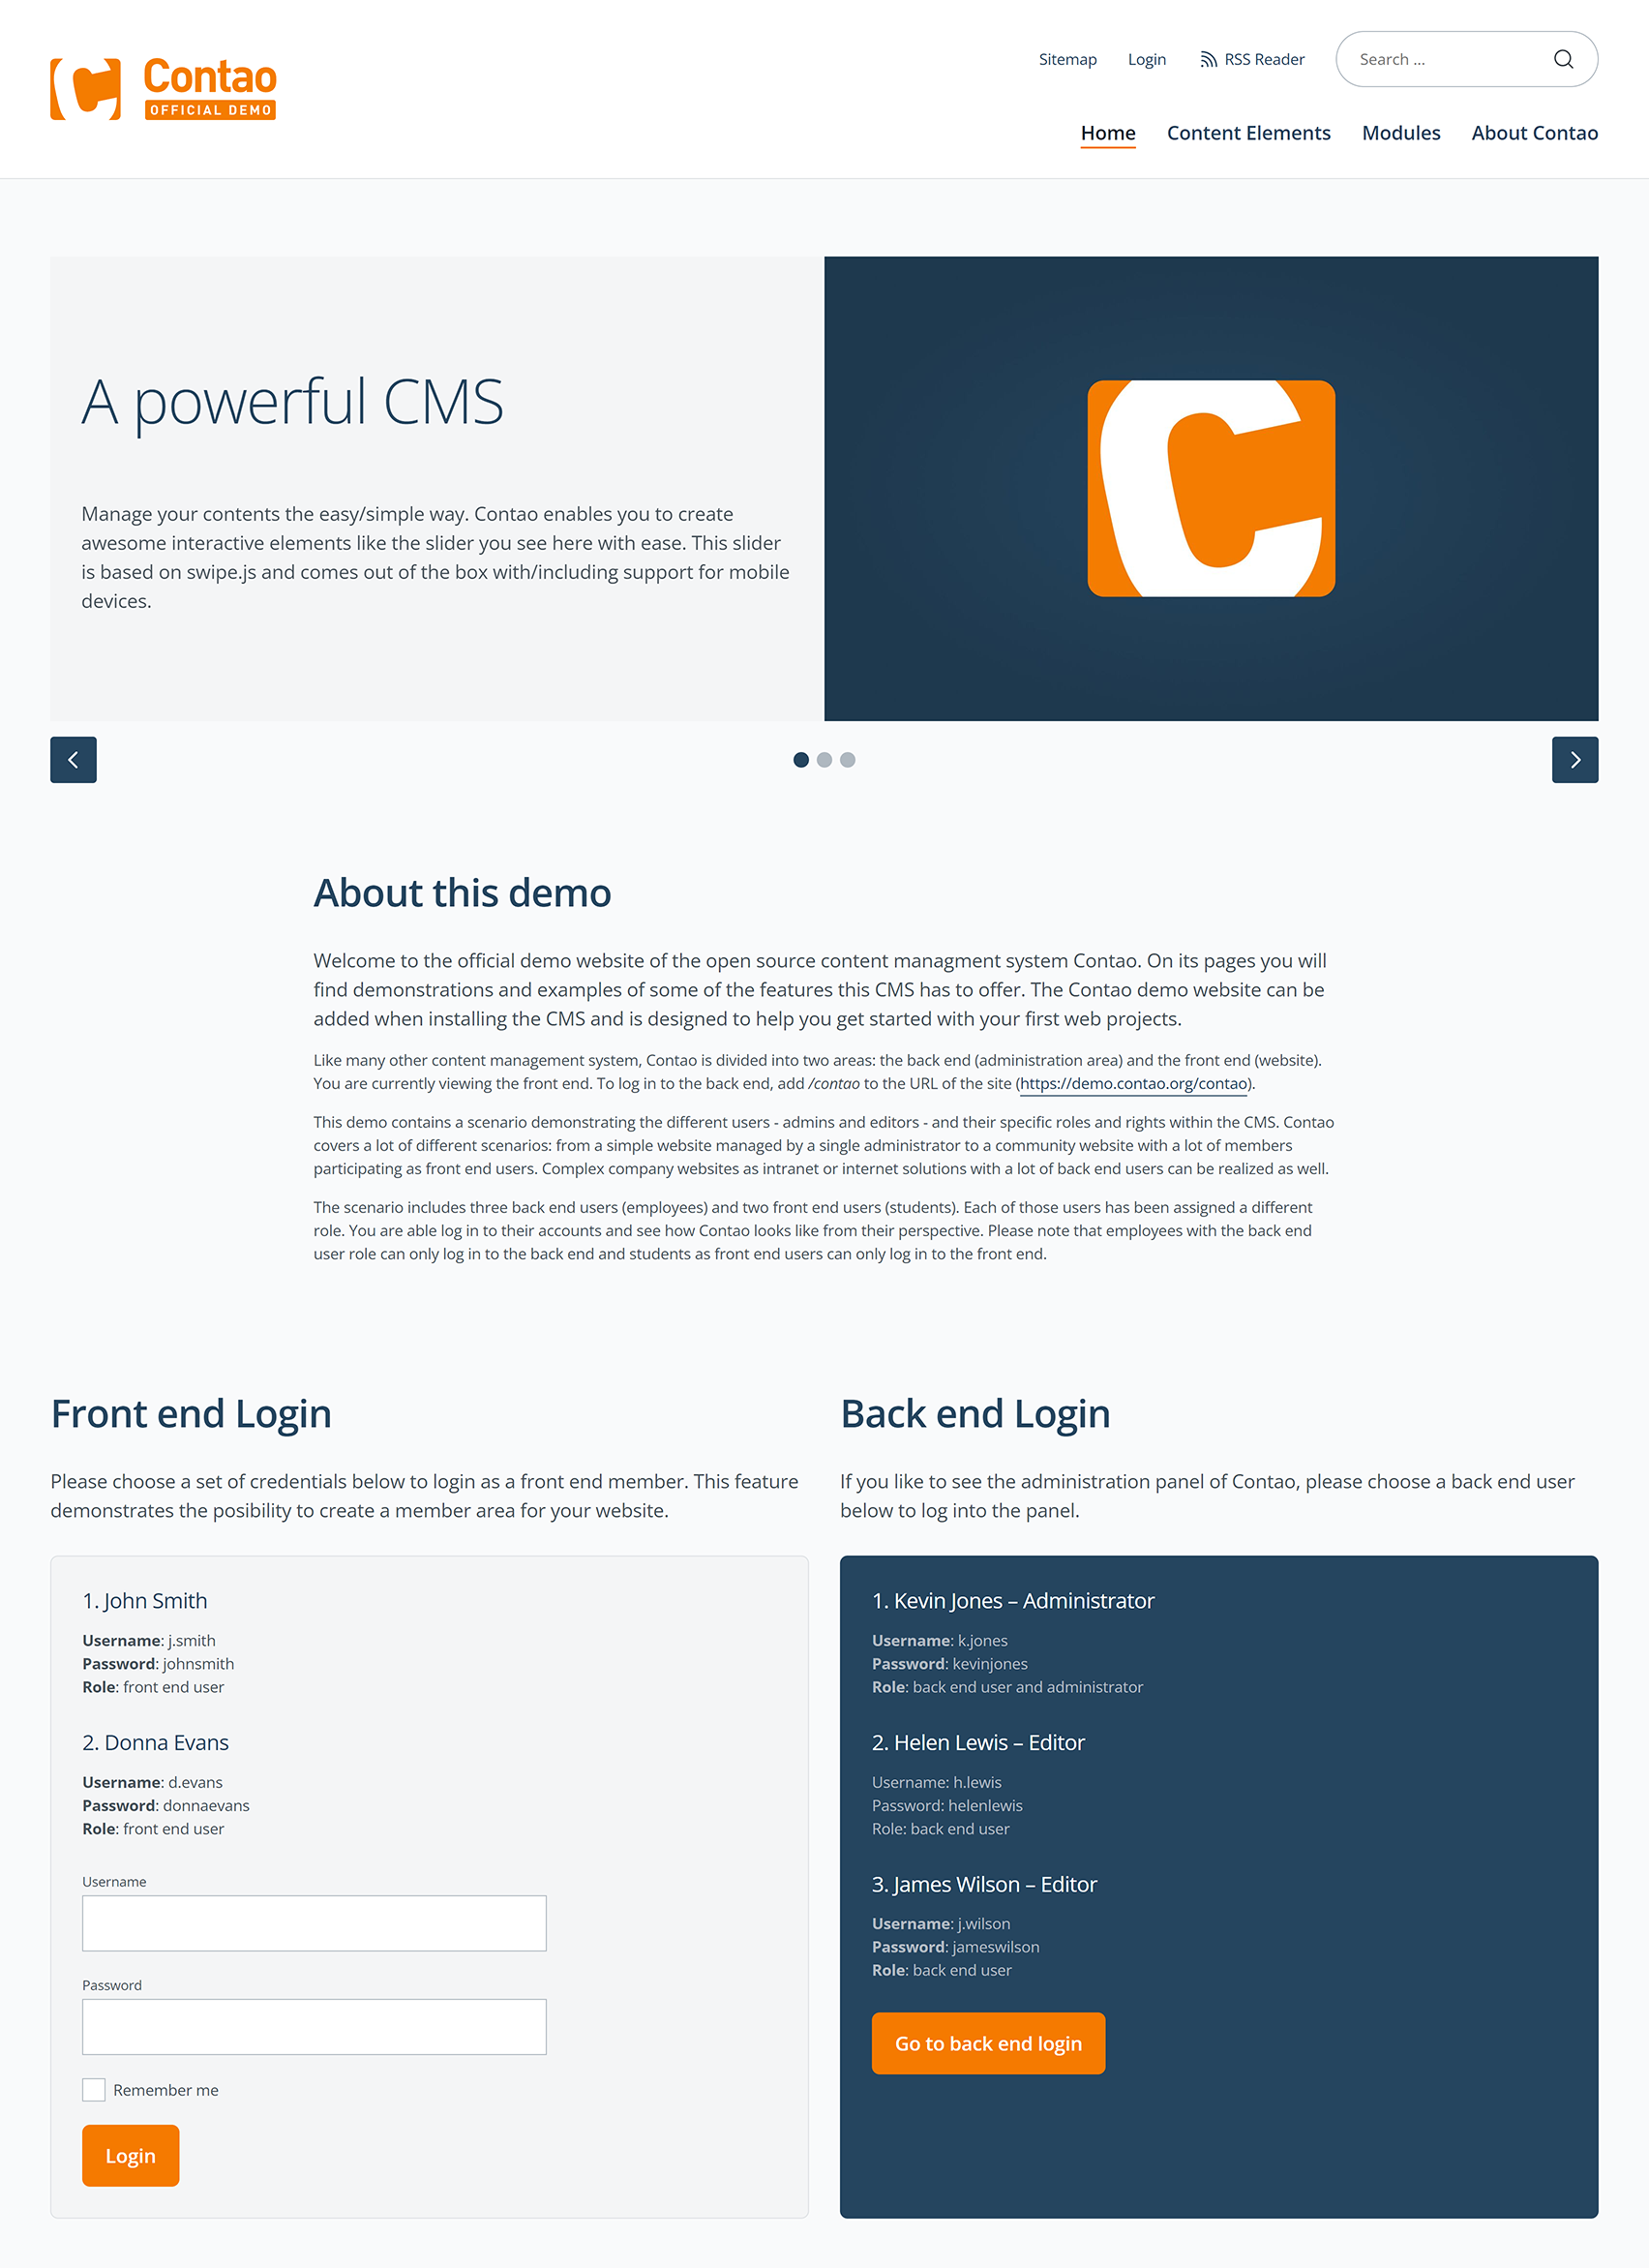 Contao
OFFICIAL DEMO
Sitemap Login RSS Reader Search ...
Home Content Elements Modules About Contao
A powerful CMS
Manage your contents the easy/simple way. Contao enables you to create
awesome interactive elements like the slider you see here with ease. This slider
is based on swipe.js and comes out of the box with/including support for mobile
devices.
About this demo
Welcome to the official demo website of the open source content managment system Contao. On its pages you will
find demonstrations and examples of some of the features this CMS has to offer. The Contao demo website can be
added when installing the CMS and is designed to help you get started with your first web projects.
Like many other content management system, Contao is divided into two areas: the back end (administration area) and the front end (website).
You are currently viewing the front end. To log in to the back end, add /contao to the URL of the site (https://demo.contao.org/contao).
This demo contains a scenario demonstrating the different users - admins and editors - and their specific roles and rights within the CMS. Contao
covers a lot of different scenarios: from a simple website managed by a single administrator to a community website with a lot of members
participating as front end users. Complex company websites as intranet or internet solutions with a lot of back end users can be realized as well.
The scenario includes three back end users (employees) and two front end users (students). Each of those users has been assigned a different
role. You are able log in to their accounts and see how Contao looks like from their perspective. Please note that employees with the back end
user role can only log in to the back end and students as front end users can only log in to the front end.
Front end Login
Please choose a set of credentials below to login as a front end member. This feature
demonstrates the posibility to create a member area for your website.
1. John Smith
Username: j.smith
Password: johnsmith
Role: front end user
2. Donna Evans
Username: d.evans
Password: donnaevans
Role: front end user
Username
Password
Remember me
Login
Back end Login
If you like to see the administration panel of Contao, please choose a back end user
below to log into the panel.
1. Kevin Jones – Administrator
Username: k.jones
Password: kevinjones
Role: back end user and administrator
2. Helen Lewis – Editor
Username: h.lewis
Password: helenlewis
Role: back end user
3. James Wilson – Editor
Username: j.wilson
Password: jameswilson
Role: back end user
Go to back end login